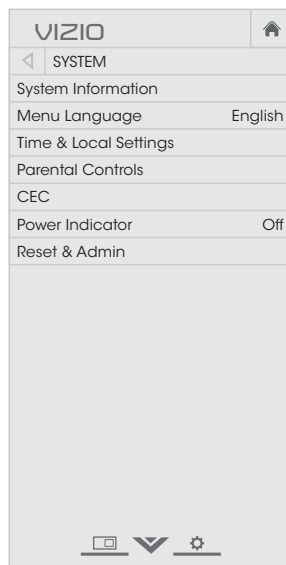 VIZIO
SYSTEM
System Information
Menu Language English
Time & Local Settings
Parental Controls
CEC
Power Indicator Off
Reset & Admin